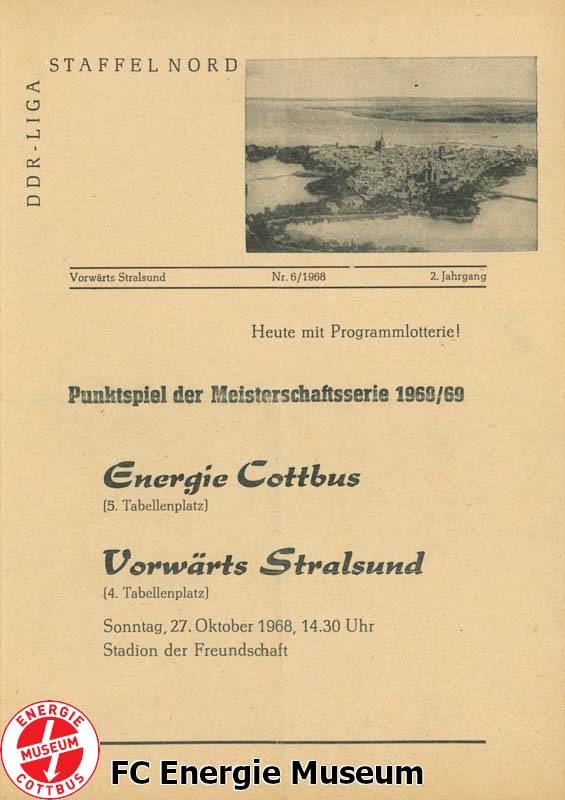 STAFFEL NORD
DDR-LIGA
Vorwärts Stralsund Nr. 6/1968 2. Jahrgang
Heute mit Programmlotterie!
Punktspiel der Meisterschaftsserie 1968/69
Energie Cottbus
(5. Tabellenplatz)
Vorwärts Stralsund
(4. Tabellenplatz)
Sonntag, 27. Oktober 1968, 14.30 Uhr
Stadion der Freundschaft
ENERGIE
MUSEUM
COTTBUS
FC Energie Museum